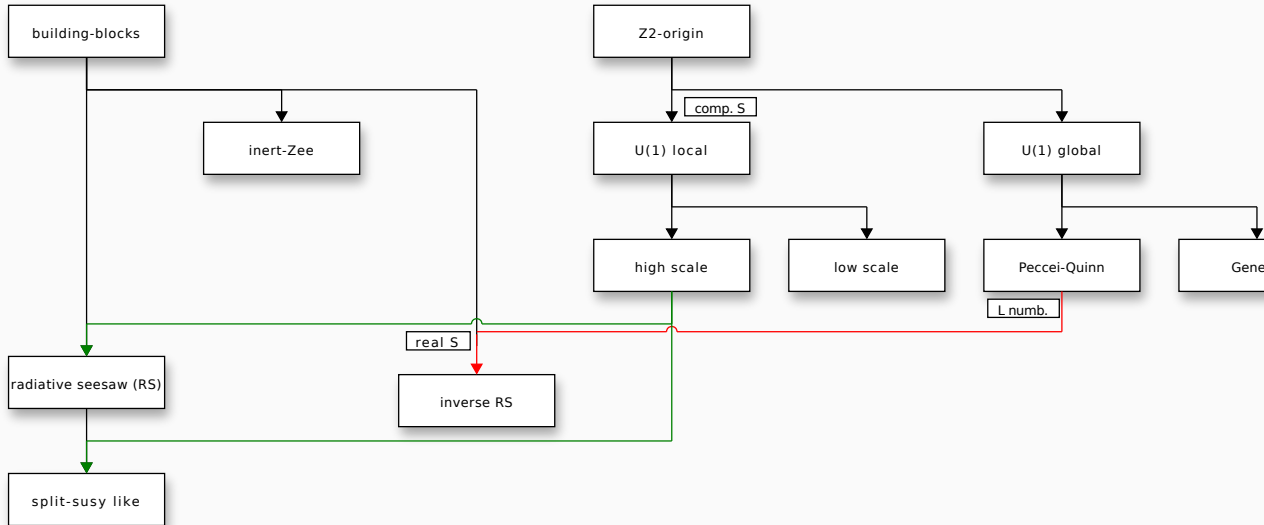 building-blocks
Z2-origin
comp. S
inert-Zee
U(1) local
U(1) global
high scale
low scale
Peccei-Quinn
Gene
L numb.
real S
radiative seesaw (RS)
inverse RS
split-susy like